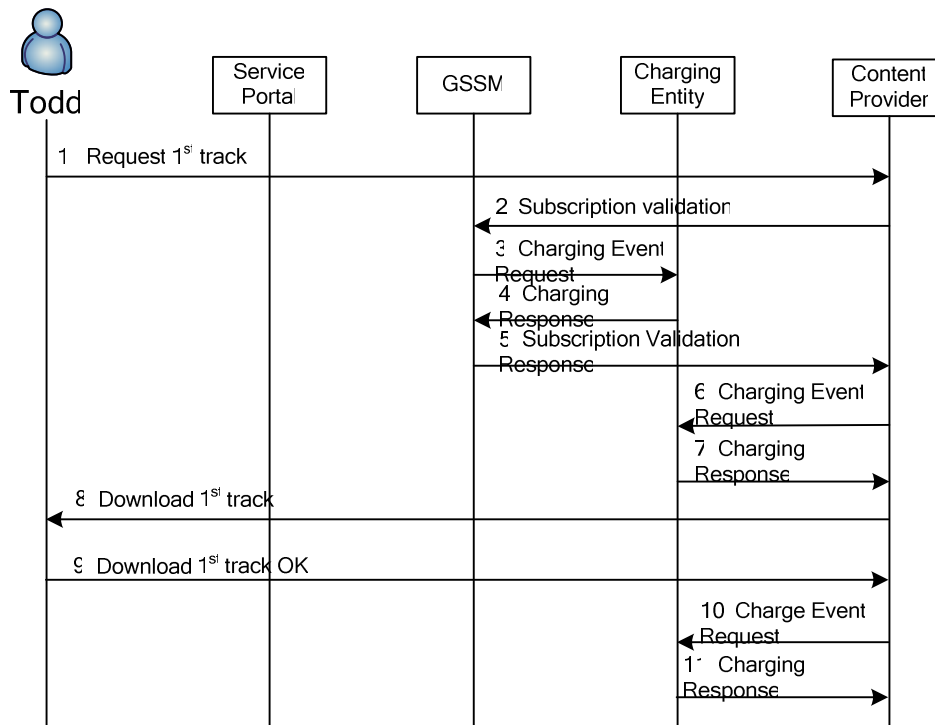 Todd
Service
Portal
GSSM
Charging
Entity
Content
Provider
1 Request 1st track
2 Subscription validation
3 Charging Event
Request
4 Charging
Response
5 Subscription Validation
Response
6 Charging Event
Request
7 Charging
Response
8 Download 1st track
9 Download 1st track OK
10 Charge Event
Request
11 Charging
Response